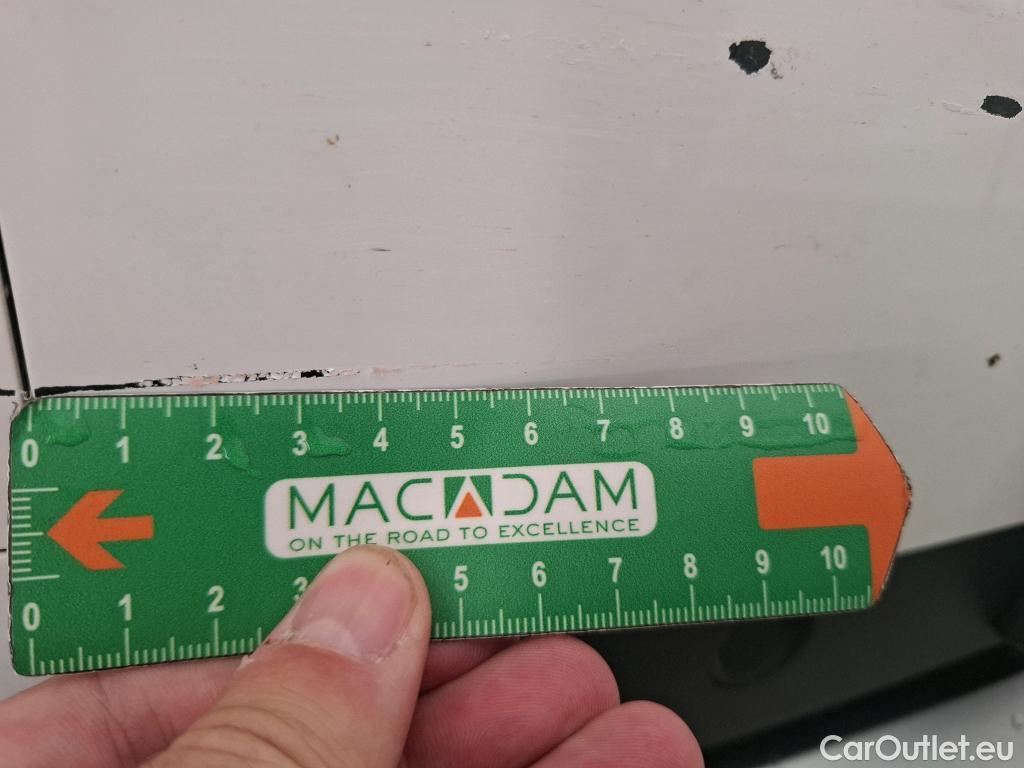 0 1 2 3 4 5 6 7 8 9 10
MACADAM
ON THE ROAD TO EXCELLENCE
0 1 2 3 5 6 7 8 9 10
CarOutlet.eu